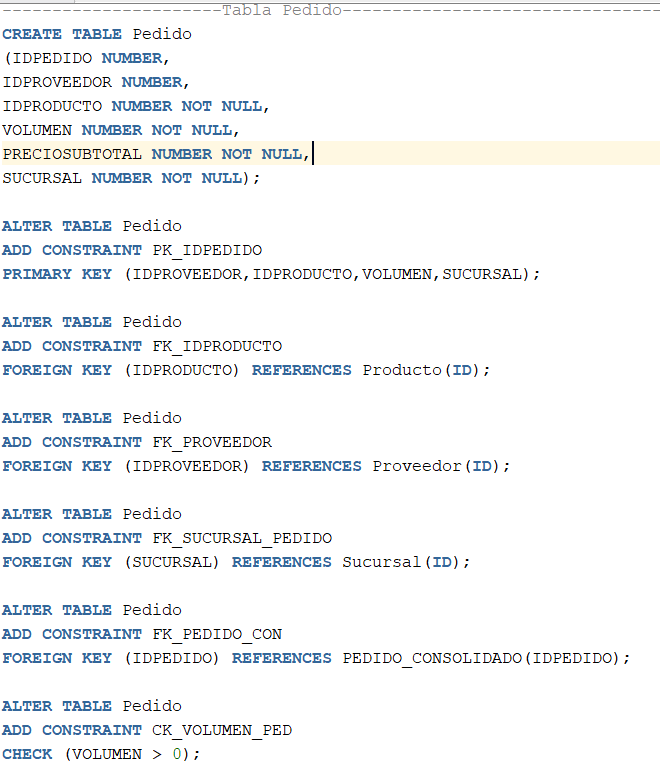 ----------------------Tabla Pedido--------------------------------
CREATE TABLE Pedido
(IDPEDIDO NUMBER,
IDPROVEEDOR NUMBER,
IDPRODUCTO NUMBER NOT NULL,
VOLUMEN NUMBER NOT NULL,
PRECIOSUBTOTAL NUMBER NOT NULL,
SUCURSAL NUMBER NOT NULL);
ALTER TABLE Pedido
ADD CONSTRAINT PK_IDPEDIDO
PRIMARY KEY (IDPROVEEDOR,IDPRODUCTO,VOLUMEN,SUCURSAL);
ALTER TABLE Pedido
ADD CONSTRAINT FK_IDPRODUCTO
FOREIGN KEY (IDPRODUCTO) REFERENCES Producto(ID);
ALTER TABLE Pedido
ADD CONSTRAINT FK_PROVEEDOR
FOREIGN KEY (IDPROVEEDOR) REFERENCES Proveedor(ID);
ALTER TABLE Pedido
ADD CONSTRAINT FK_SUCURSAL_PEDIDO
FOREIGN KEY (SUCURSAL) REFERENCES Sucursal(ID);
ALTER TABLE Pedido
ADD CONSTRAINT FK_PEDIDO_CON
FOREIGN KEY (IDPEDIDO) REFERENCES PEDIDO_CONSOLIDADO(IDPEDIDO);
ALTER TABLE Pedido
ADD CONSTRAINT CK_VOLUMEN_PED
CHECK (VOLUMEN > 0);